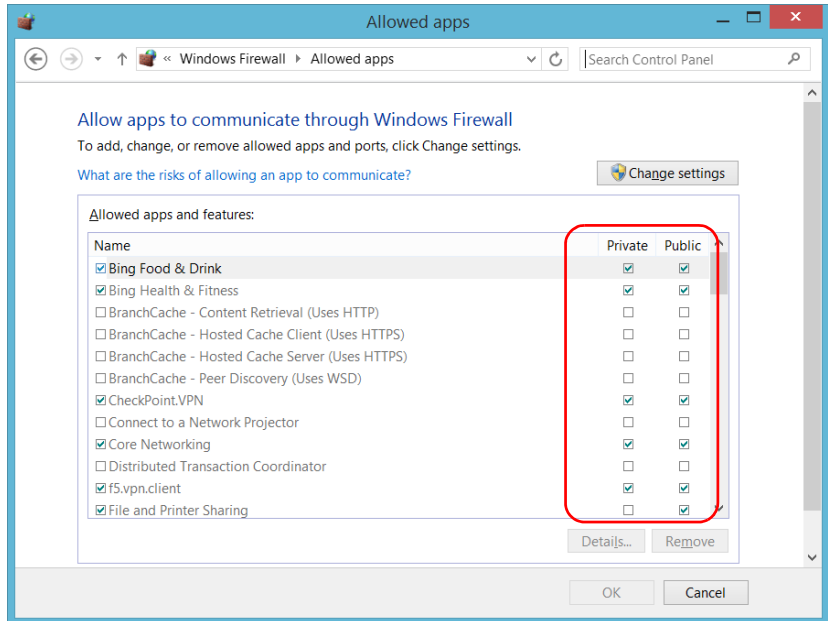 Allowed apps
« Windows Firewall Allowed apps
Search Control Panel
Allow apps to communicate through Windows Firewall
To add, change, or remove allowed apps and ports, click Change settings.
What are the risks of allowing an app to communicate?
Change settings
Allowed apps and features:
Name Private Public
Bing Food & Drink
Bing Health & Fitness
BranchCache - Content Retrieval (Uses HTTP)
BranchCache - Hosted Cache Client (Uses HTTPS)
BranchCache - Hosted Cache Server (Uses HTTPS)
BranchCache - Peer Discovery (Uses WSD)
CheckPoint.VPN
Connect to a Network Projector
Core Networking
Distributed Transaction Coordinator
f5.vpn.client
File and Printer Sharing
Details... Remove
OK Cancel